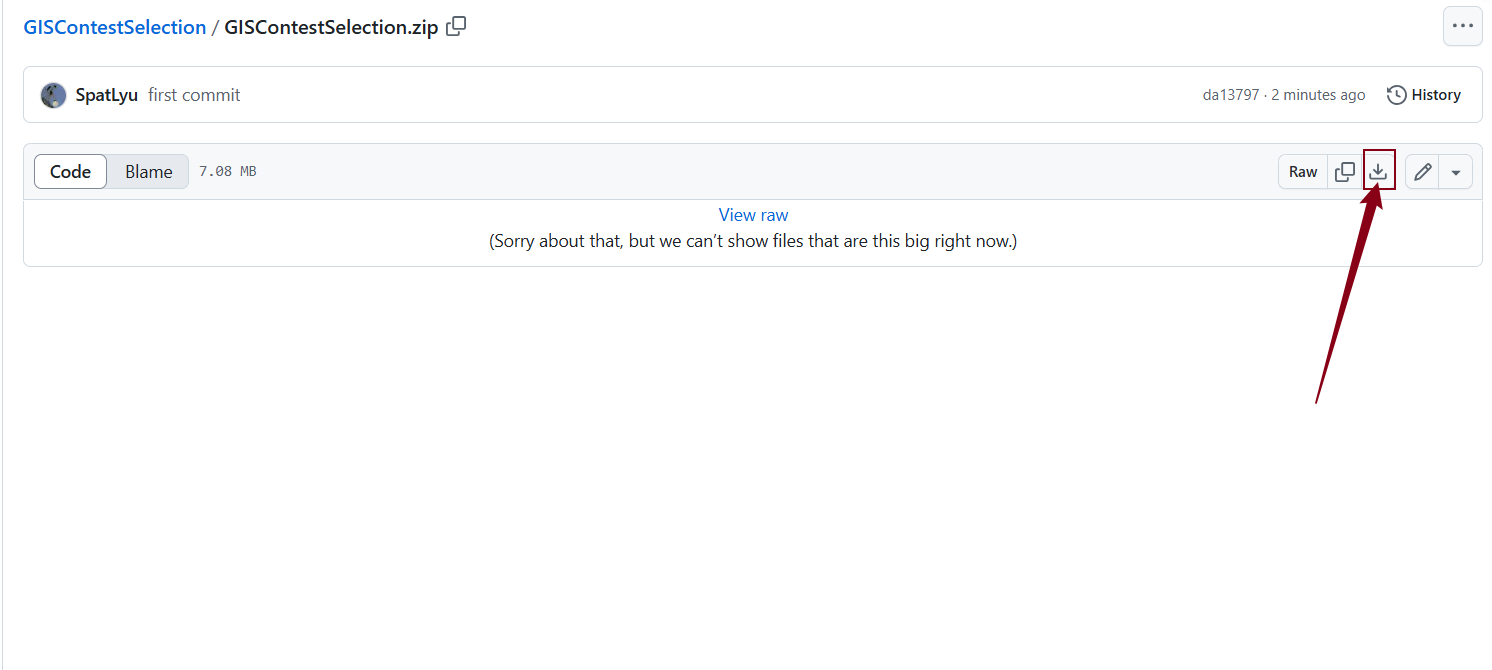 GISContestSelection / GISContestSelection.zip
SpatLyu first commit da13797 · 2 minutes ago History
Code Blame 7.08 MB Raw
View raw
(Sorry about that, but we can’t show files that are this big right now.)